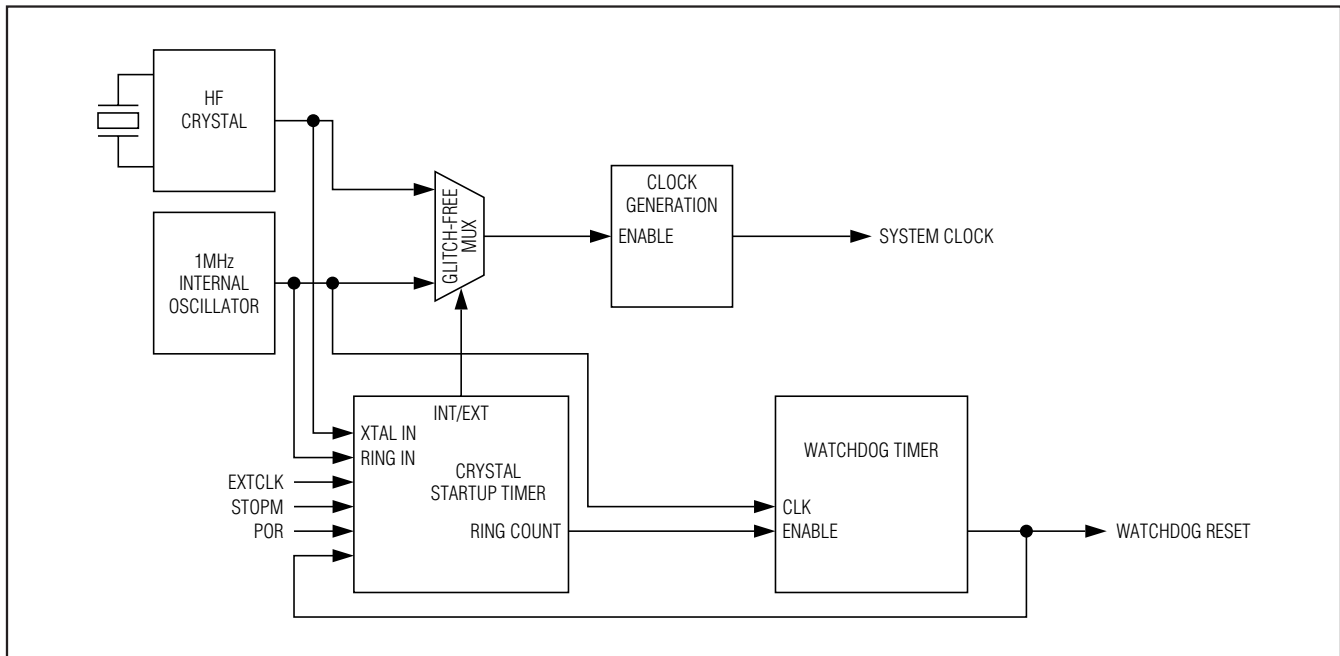 HF
CRYSTAL
1MHz
INTERNAL
OSCILLATOR
GLITCH-FREE
MUX
CLOCK
GENERATION
ENABLE
SYSTEM CLOCK
INT/EXT
XTAL IN
RING IN
EXTCLK
STOPM
POR
CRYSTAL
STARTUP TIMER
RING COUNT
WATCHDOG TIMER
CLK
ENABLE
WATCHDOG RESET